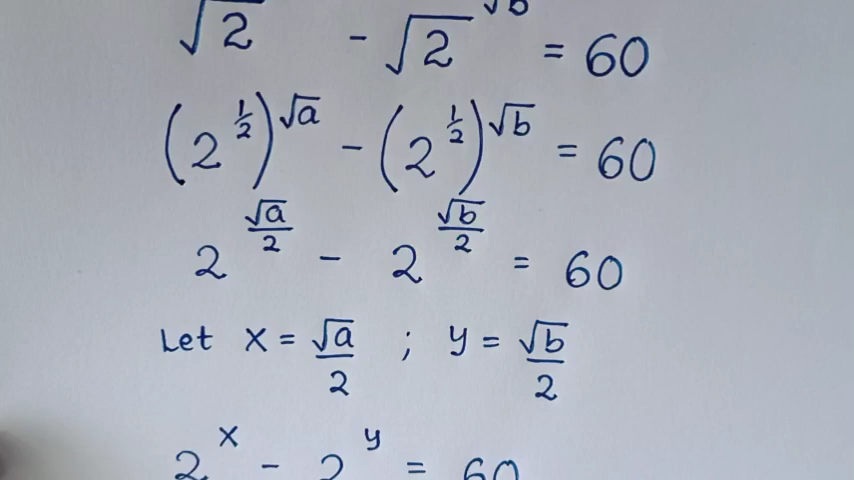 √2 - √2^√b = 60
(2^(1/2))^√a - (2^(1/2))^√b = 60
2^(√a/2) - 2^(√b/2) = 60
Let x = √a/2 ; y = √b/2
2^x - 2^y = 60